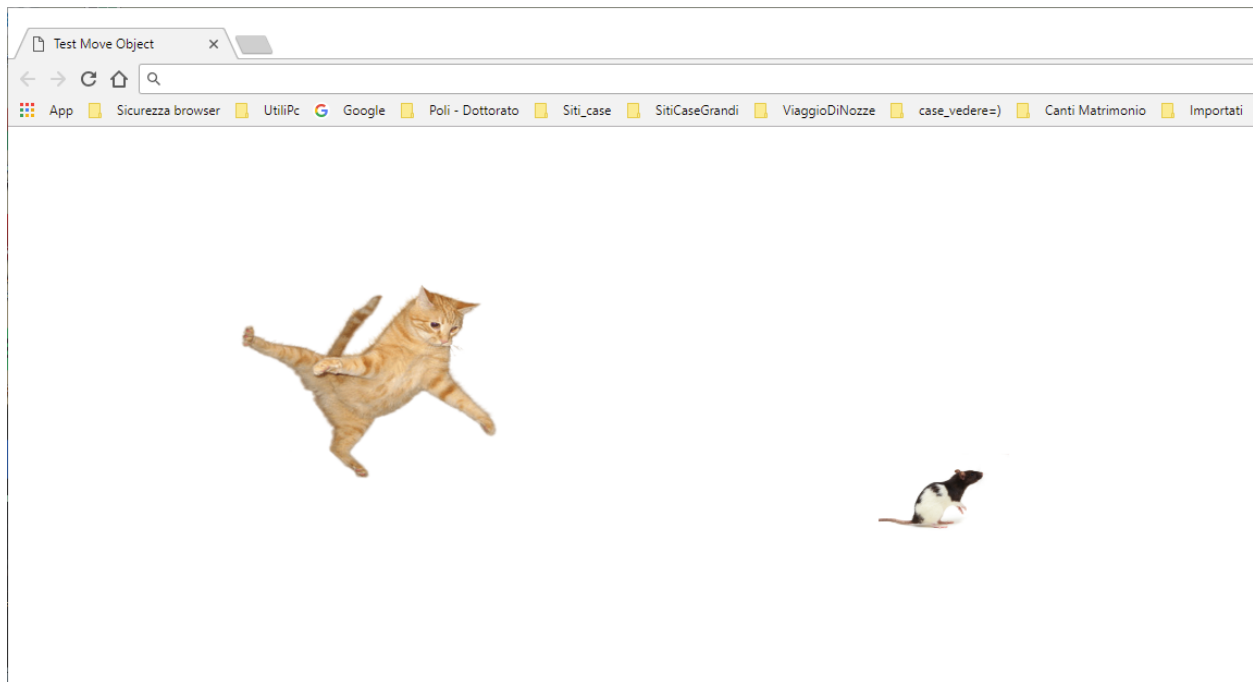 Test Move Object
App Sicurezza browser UtiliPc Google Poli - Dottorato Siti_case SitiCaseGrandi ViaggioDiNozze case_vedere=) Canti Matrimonio Importati